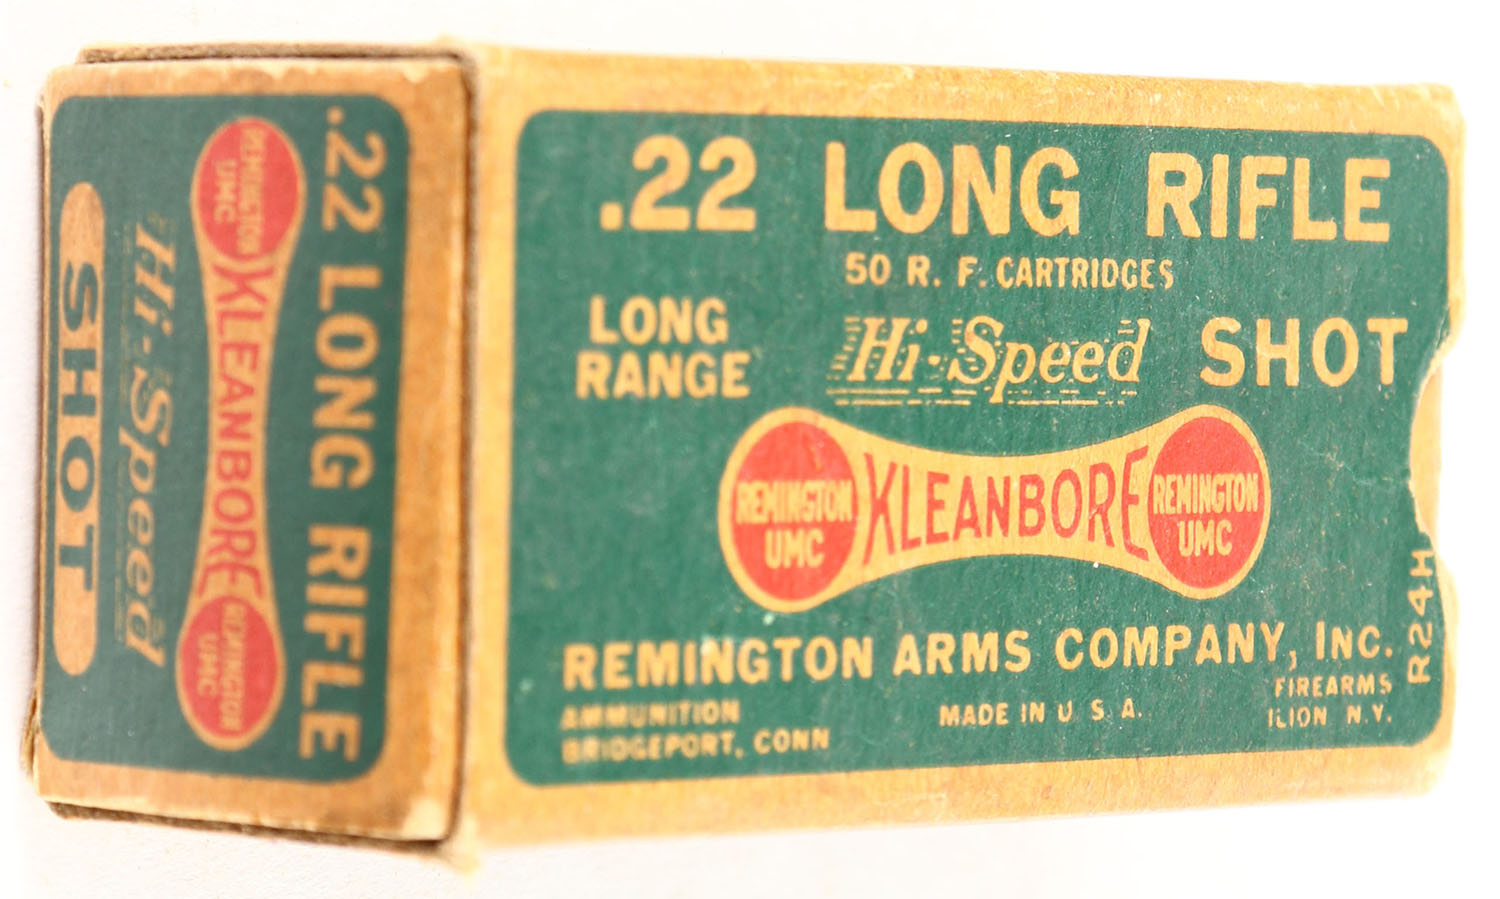 .22 LONG RIFLE
REMINGTON
UMC
KLEANBORE
REMINGTON
UMC
Hi-Speed
SHOT
.22 LONG RIFLE
50 R. F. CARTRIDGES
LONG
RANGE
Hi-Speed SHOT
REMINGTON
UMC
KLEANBORE
REMINGTON
UMC
REMINGTON ARMS COMPANY, INC.
AMMUNITION
BRIDGEPORT, CONN
MADE IN U S A.
FIREARMS
ILION N.Y.
R24H